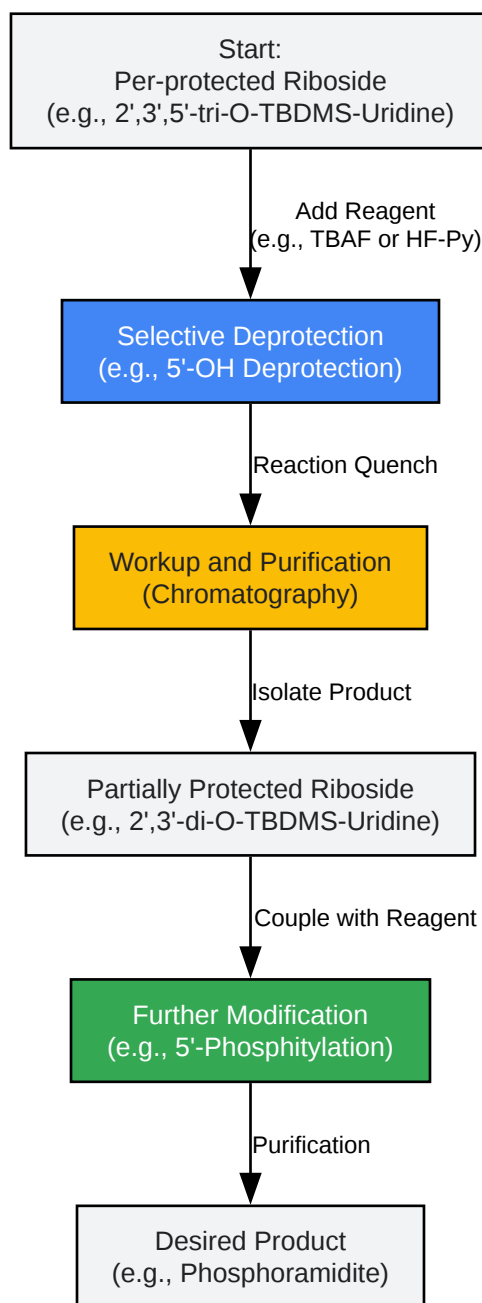 Start:
Per-protected Riboside
(e.g., 2',3',5'-tri-O-TBDMS-Uridine)
Add Reagent
(e.g., TBAF or HF-Py)
Selective Deprotection
(e.g., 5'-OH Deprotection)
Reaction Quench
Workup and Purification
(Chromatography)
Isolate Product
Partially Protected Riboside
(e.g., 2',3'-di-O-TBDMS-Uridine)
Couple with Reagent
Further Modification
(e.g., 5'-Phosphitylation)
Purification
Desired Product
(e.g., Phosphoramidite)